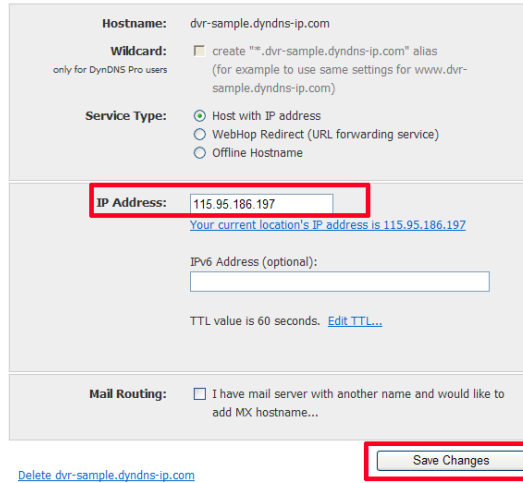 Hostname: dvr-sample.dyndns-ip.com
Wildcard: create "*.dvr-sample.dyndns-ip.com" alias
only for DynDNS Pro users (for example to use same settings for www.dvr-
sample.dyndns-ip.com)
Service Type: Host with IP address
WebHop Redirect (URL forwarding service)
Offline Hostname
IP Address: 115.95.186.197
Your current location's IP address is 115.95.186.197
IPv6 Address (optional):
TTL value is 60 seconds. Edit TTL...
Mail Routing: I have mail server with another name and would like to
add MX hostname...
Save Changes
Delete dvr-sample.dyndns-ip.com